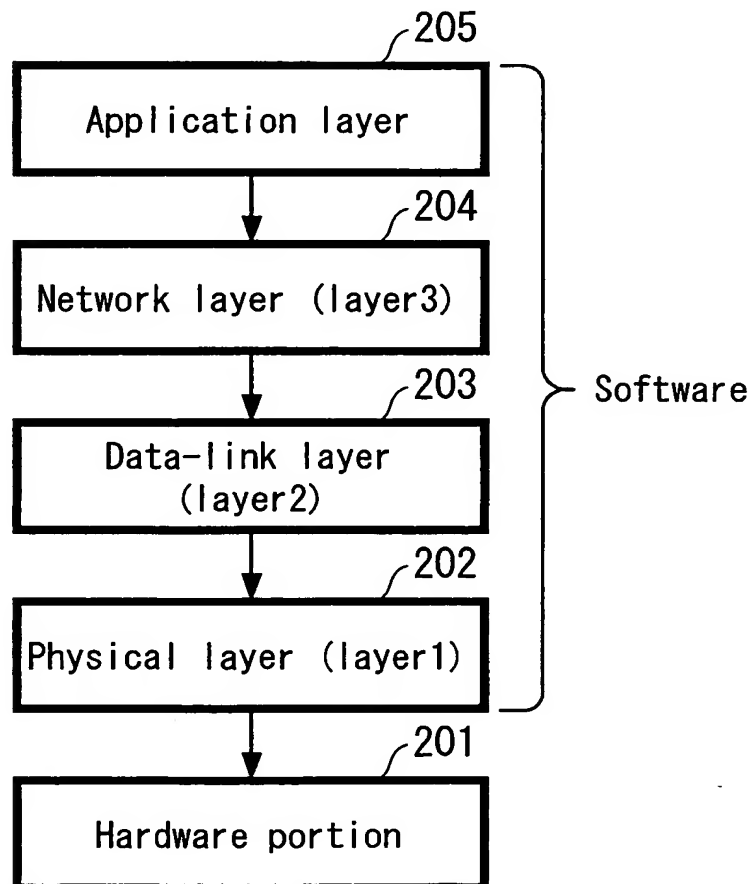 205
Application layer
204
Network layer (layer3)
203
Data-link layer
(layer2)
Software
202
Physical layer (layer1)
201
Hardware portion